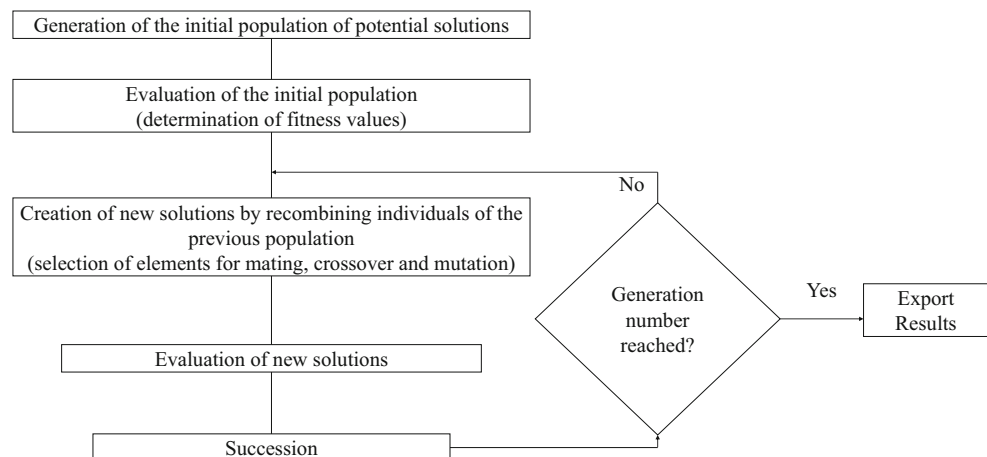 Generation of the initial population of potential solutions
Evaluation of the initial population
(determination of fitness values)
No
Creation of new solutions by recombining individuals of the
previous population
(selection of elements for mating, crossover and mutation)
Generation
number
reached?
Yes
Export
Results
Evaluation of new solutions
Succession